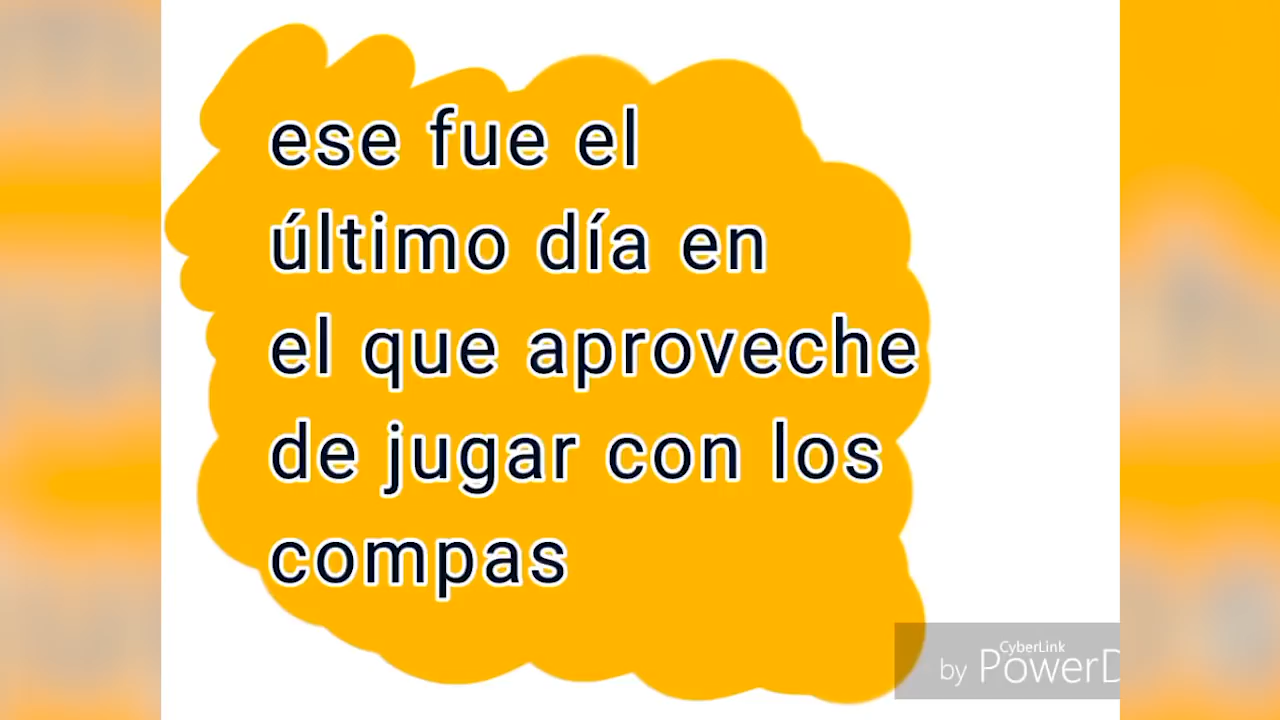 ese fue el
último día en
el que aproveche
de jugar con los
compas
CyberLink
by PowerD